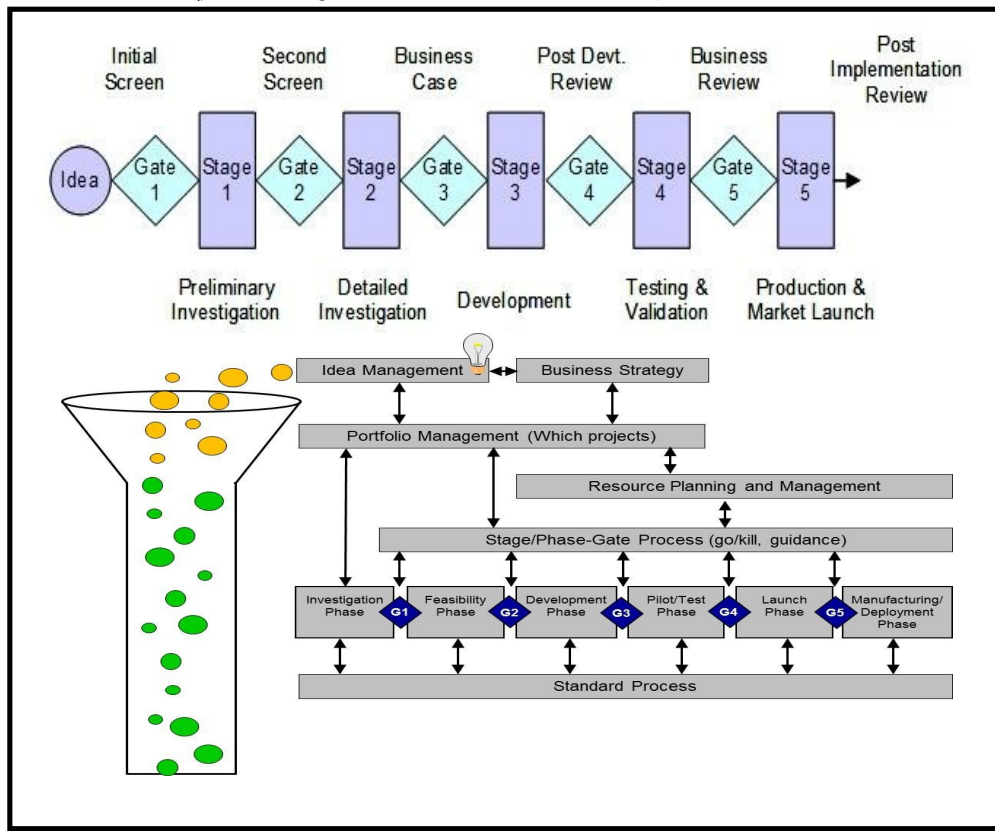 Initial
Screen
Second
Screen
Business
Case
Post Devt.
Review
Business
Review
Post
Implementation
Review
Idea
Gate
1
Stage
1
Gate
2
Stage
2
Gate
3
Stage
3
Gate
4
Stage
4
Gate
5
Stage
5
Preliminary
Investigation
Detailed
Investigation
Development
Testing &
Validation
Production &
Market Launch
Idea Management
Business Strategy
Portfolio Management (Which projects)
Resource Planning and Management
Stage/Phase-Gate Process (go/kill, guidance)
Investigation
Phase
G1
Feasibility
Phase
G2
Development
Phase
G3
Pilot/Test
Phase
G4
Launch
Phase
G5
Manufacturing/
Deployment
Phase
Standard Process